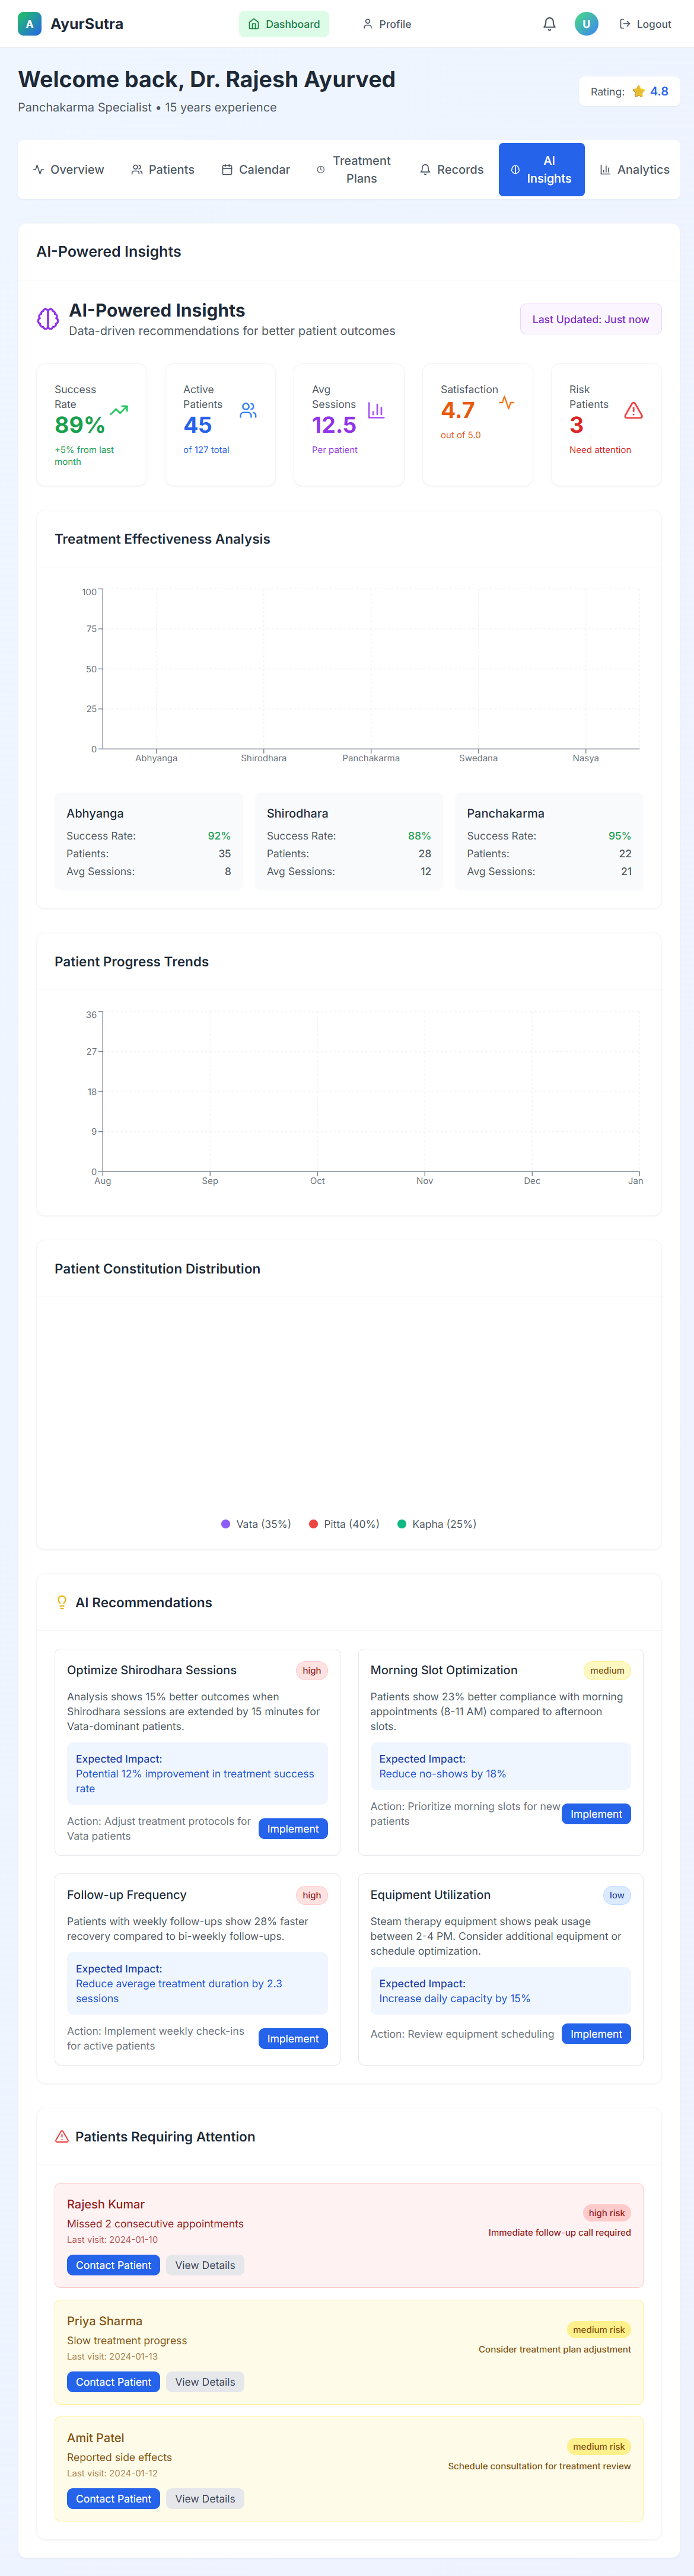 A AyurSutra Dashboard Profile U Logout
Welcome back, Dr. Rajesh Ayurved
Panchakarma Specialist • 15 years experience
Rating: 4.8
Overview Patients Calendar Treatment Plans Records AI Insights Analytics
AI-Powered Insights
AI-Powered Insights
Data-driven recommendations for better patient outcomes
Last Updated: Just now
Success
Rate
89%
+5% from last
month
Active
Patients
45
of 127 total
Avg
Sessions
12.5
Per patient
Satisfaction
4.7
out of 5.0
Risk
Patients
3
Need attention
Treatment Effectiveness Analysis
100
75
50
25
0
Abhyanga Shirodhara Panchakarma Swedana Nasya
Abhyanga
Success Rate: 92%
Patients: 35
Avg Sessions: 8
Shirodhara
Success Rate: 88%
Patients: 28
Avg Sessions: 12
Panchakarma
Success Rate: 95%
Patients: 22
Avg Sessions: 21
Patient Progress Trends
36
27
18
9
0
Aug Sep Oct Nov Dec Jan
Patient Constitution Distribution
Vata (35%) Pitta (40%) Kapha (25%)
AI Recommendations
Optimize Shirodhara Sessions high
Analysis shows 15% better outcomes when
Shirodhara sessions are extended by 15 minutes for
Vata-dominant patients.
Expected Impact:
Potential 12% improvement in treatment success
rate
Action: Adjust treatment protocols for
Vata patients
Implement
Morning Slot Optimization medium
Patients show 23% better compliance with morning
appointments (8-11 AM) compared to afternoon
slots.
Expected Impact:
Reduce no-shows by 18%
Action: Prioritize morning slots for new
patients
Implement
Follow-up Frequency high
Patients with weekly follow-ups show 28% faster
recovery compared to bi-weekly follow-ups.
Expected Impact:
Reduce average treatment duration by 2.3
sessions
Action: Implement weekly check-ins
for active patients
Implement
Equipment Utilization low
Steam therapy equipment shows peak usage
between 2-4 PM. Consider additional equipment or
schedule optimization.
Expected Impact:
Increase daily capacity by 15%
Action: Review equipment scheduling
Implement
Patients Requiring Attention
Rajesh Kumar
Missed 2 consecutive appointments
Last visit: 2024-01-10
high risk
Immediate follow-up call required
Contact Patient View Details
Priya Sharma
Slow treatment progress
Last visit: 2024-01-13
medium risk
Consider treatment plan adjustment
Contact Patient View Details
Amit Patel
Reported side effects
Last visit: 2024-01-12
medium risk
Schedule consultation for treatment review
Contact Patient View Details